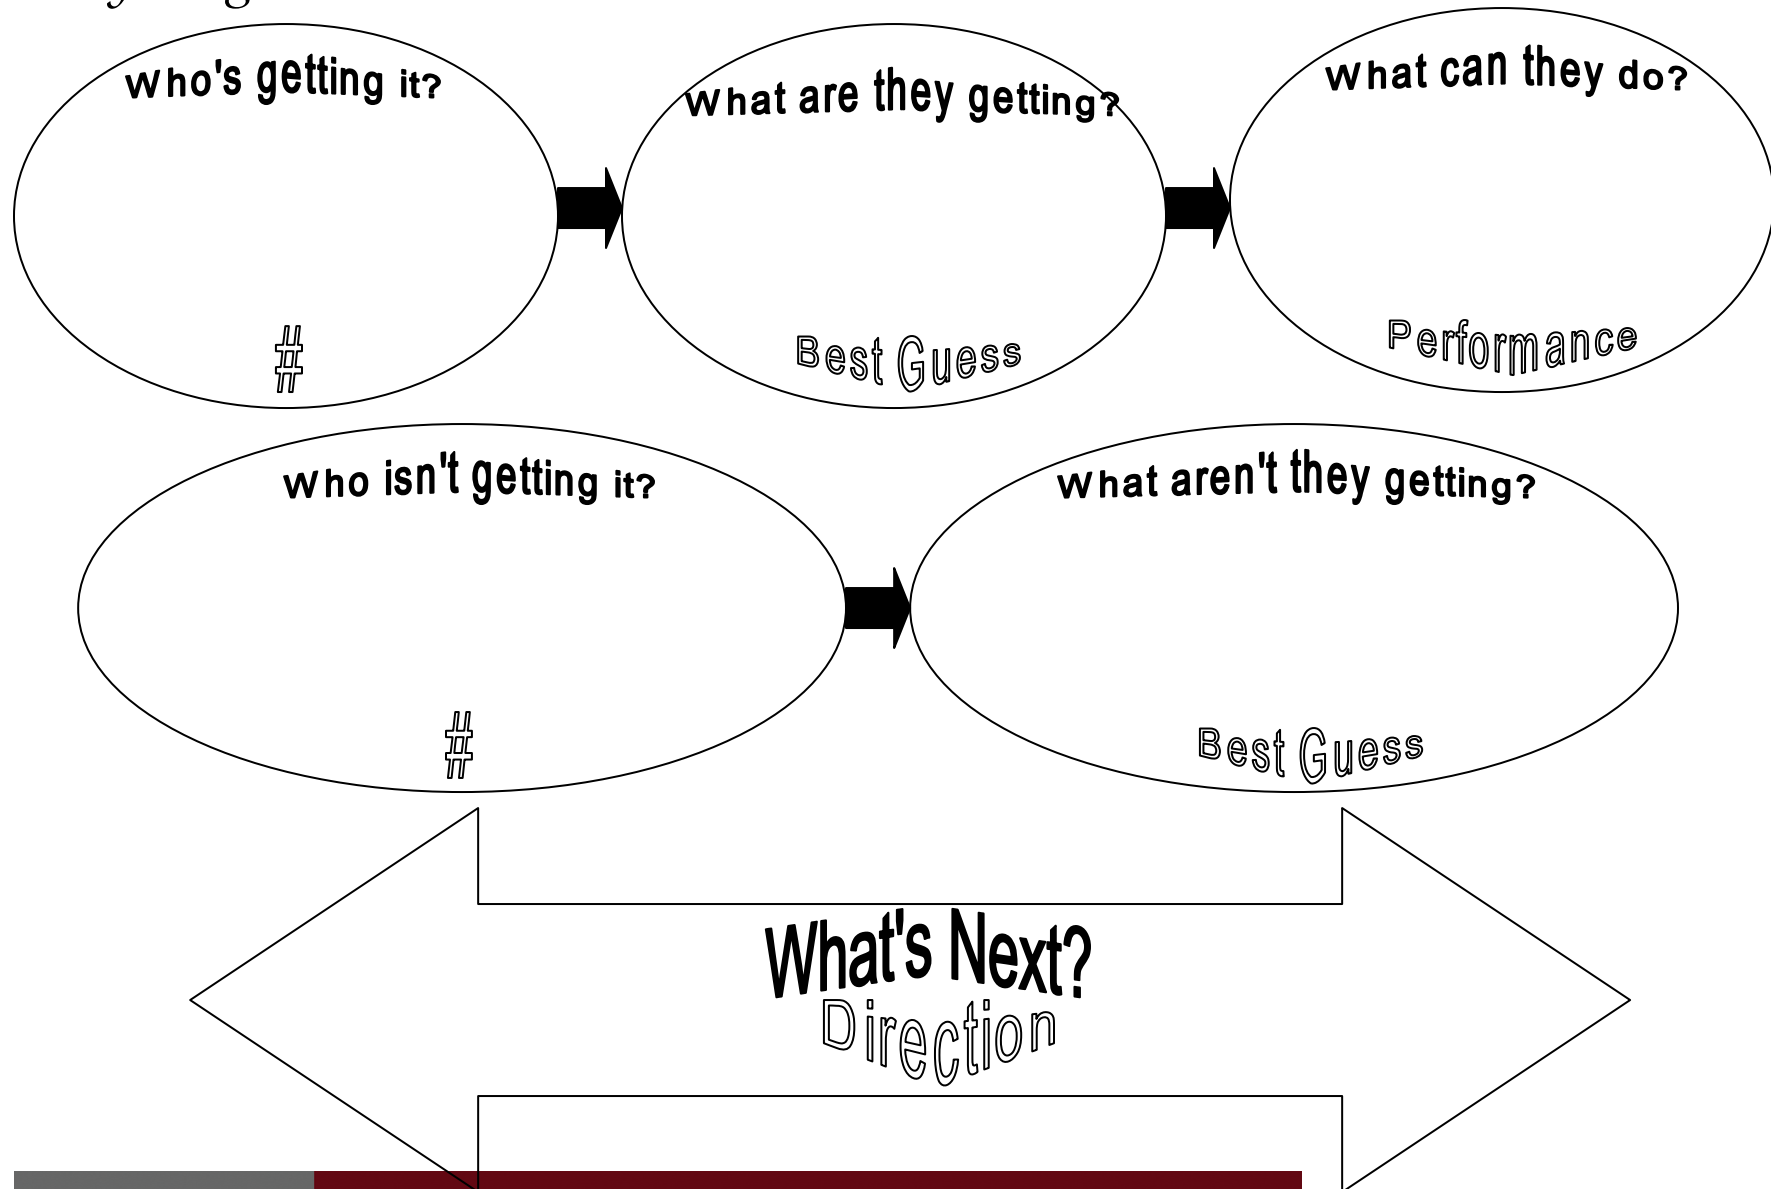 Who's getting it?
What are they getting?
What can they do?
#
Best Guess
Performance
Who isn't getting it?
What aren't they getting?
#
Best Guess
What's Next?
Direction